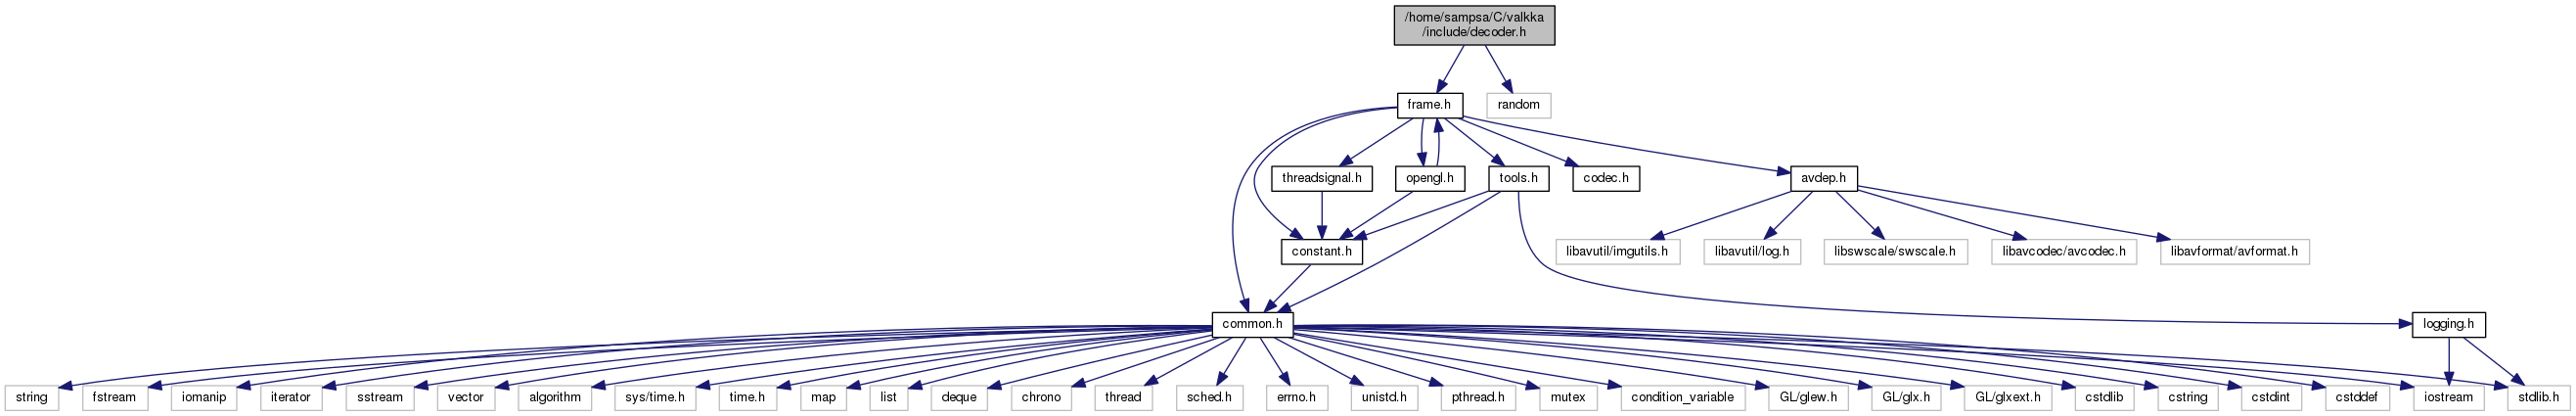 /home/sampsa/C/valkka
/include/decoder.h
frame.h
random
threadsignal.h
opengl.h
tools.h
codec.h
avdep.h
constant.h
libavutil/imgutils.h
libavutil/log.h
libswscale/swscale.h
libavcodec/avcodec.h
libavformat/avformat.h
common.h
logging.h
string
fstream
iomanip
iterator
sstream
vector
algorithm
sys/time.h
time.h
map
list
deque
chrono
thread
sched.h
errno.h
unistd.h
pthread.h
mutex
condition_variable
GL/glew.h
GL/glx.h
GL/glxext.h
cstdlib
cstring
cstdint
cstddef
iostream
stdlib.h